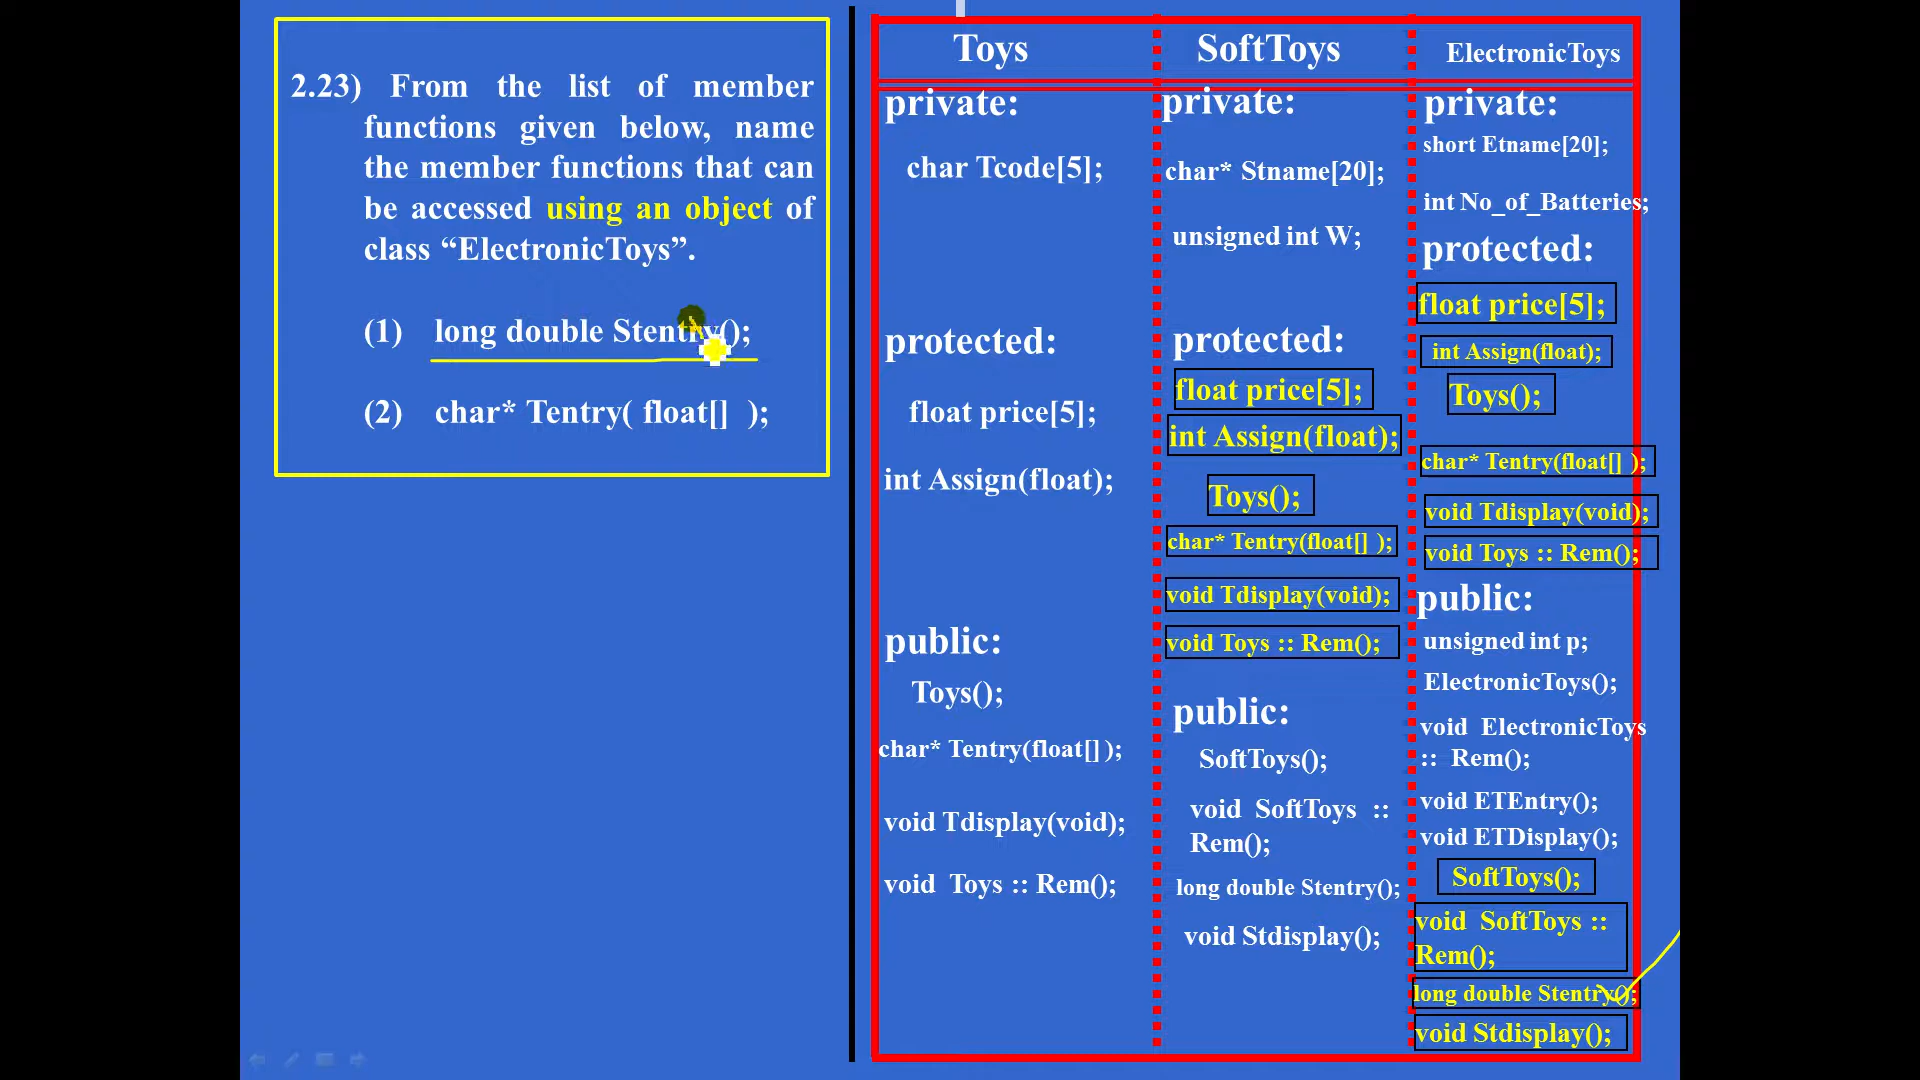 2.23) From the list of member
functions given below, name
the member functions that can
be accessed using an object of
class “ElectronicToys”.
(1) long double Stentry();
(2) char* Tentry( float[] );
Toys
private:
char Tcode[5];
protected:
float price[5];
int Assign(float);
public:
Toys();
char* Tentry(float[] );
void Tdisplay(void);
void Toys :: Rem();
SoftToys
private:
char* Stname[20];
unsigned int W;
protected:
float price[5];
int Assign(float);
Toys();
char* Tentry(float[] );
void Tdisplay(void);
void Toys :: Rem();
public:
SoftToys();
void SoftToys ::
Rem();
long double Stentry();
void Stdisplay();
ElectronicToys
private:
short Etname[20];
int No_of_Batteries;
protected:
float price[5];
int Assign(float);
Toys();
char* Tentry(float[] );
void Tdisplay(void);
void Toys :: Rem();
public:
unsigned int p;
ElectronicToys();
void ElectronicToys
:: Rem();
void ETEntry();
void ETDisplay();
SoftToys();
void SoftToys ::
Rem();
long double Stentry();
void Stdisplay();